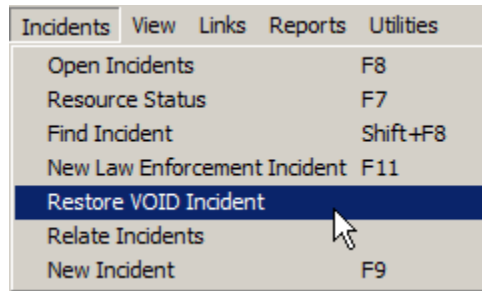 Incidents View Links Reports Utilities
Open Incidents F8
Resource Status F7
Find Incident Shift+F8
New Law Enforcement Incident F11
Restore VOID Incident
Relate Incidents
New Incident F9